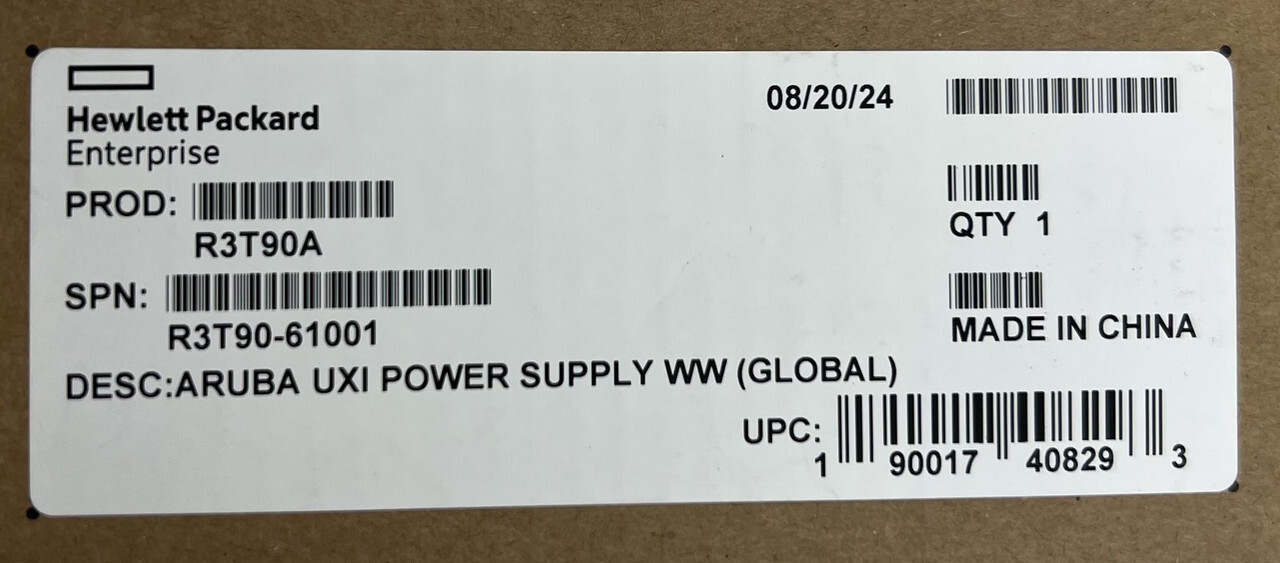 Hewlett Packard
Enterprise
08/20/24
PROD:
R3T90A
QTY 1
SPN:
R3T90-61001
MADE IN CHINA
DESC:ARUBA UXI POWER SUPPLY WW (GLOBAL)
UPC:
1 90017 40829 3